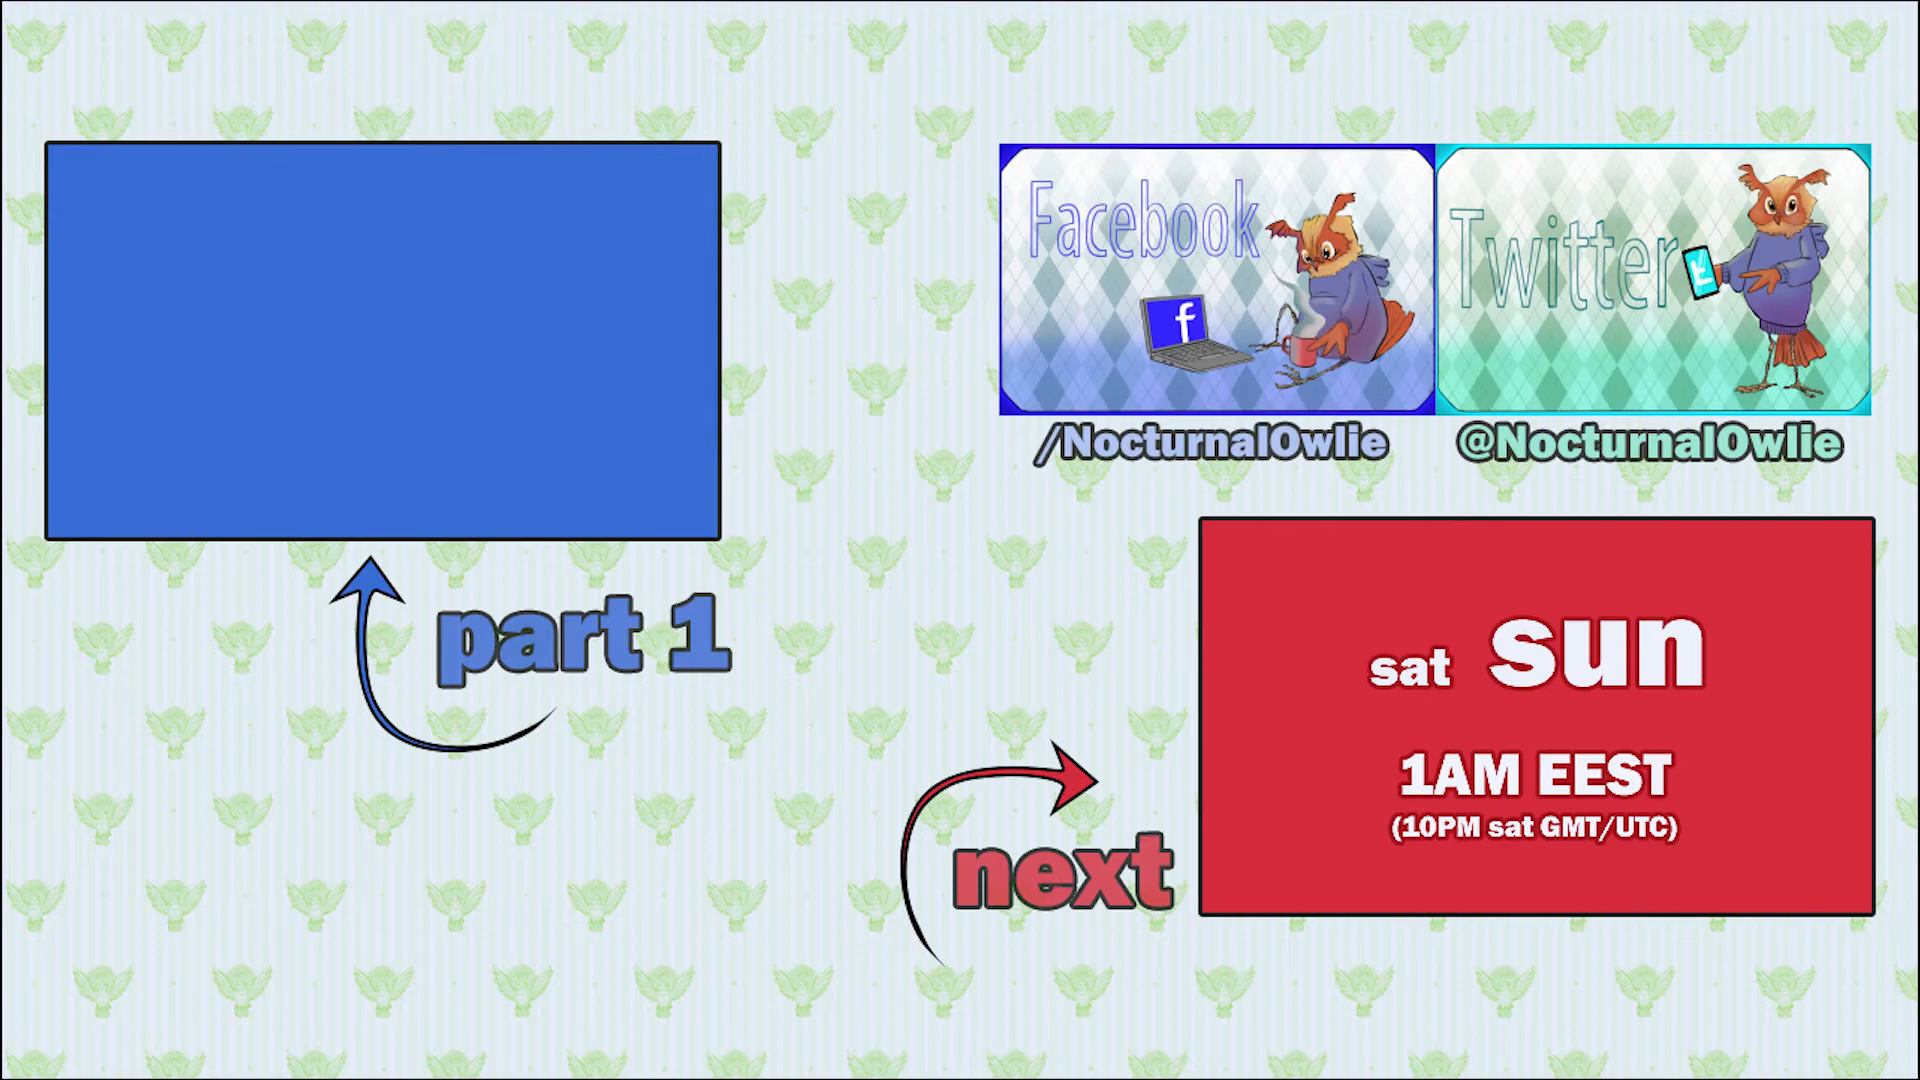 Facebook
f
Twitter
/NocturnalOwlie
@NocturnalOwlie
part 1
sat sun
1AM EEST
(10PM sat GMT/UTC)
next